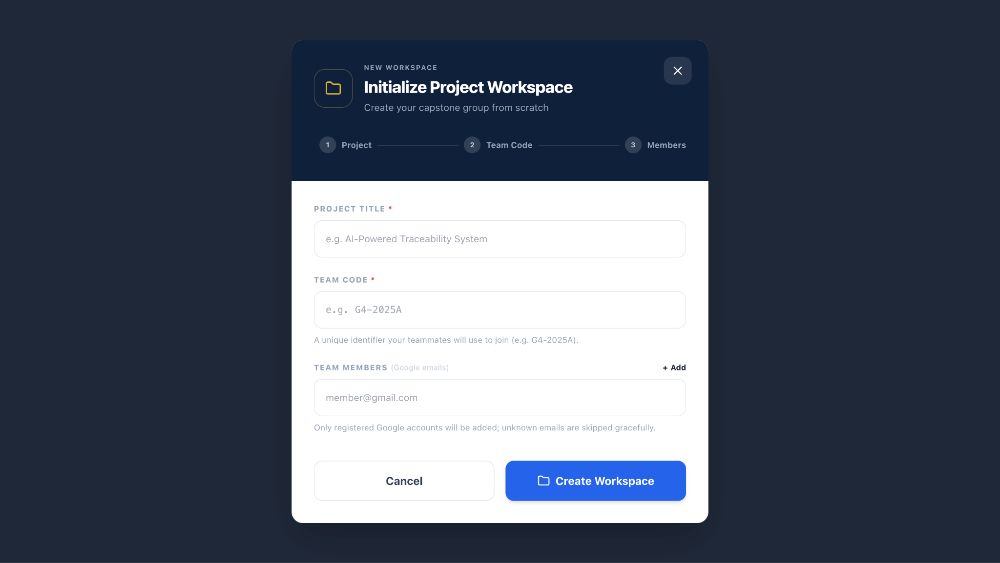 NEW WORKSPACE
Initialize Project Workspace
Create your capstone group from scratch
1 Project 2 Team Code 3 Members
PROJECT TITLE *
e.g. AI-Powered Traceability System
TEAM CODE *
e.g. G4-2025A
A unique identifier your teammates will use to join (e.g. G4-2025A).
TEAM MEMBERS (Google emails) + Add
member@gmail.com
Only registered Google accounts will be added; unknown emails are skipped gracefully.
Cancel Create Workspace